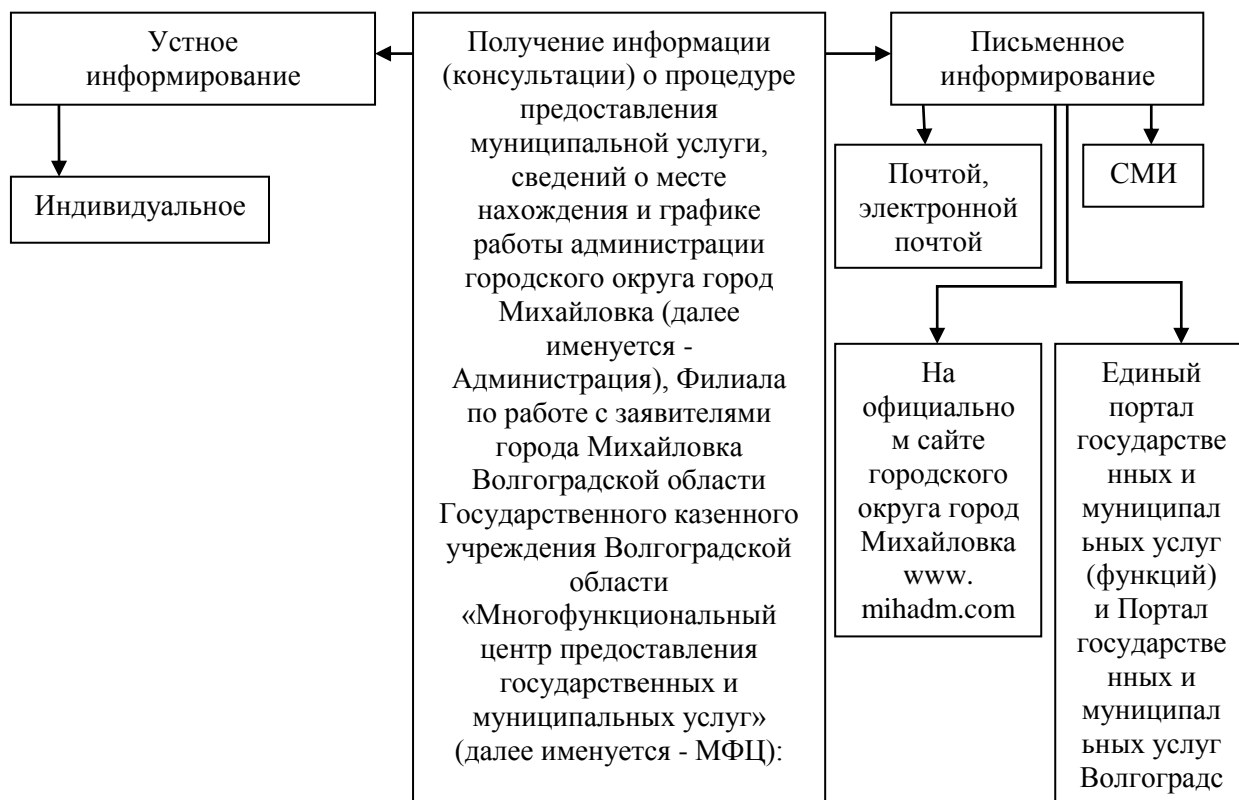 Устное
информирование
Индивидуальное
Получение информации
(консультации) о процедуре
предоставления
муниципальной услуги,
сведений о месте
нахождения и графике
работы администрации
городского округа город
Михайловка (далее
именуется -
Администрация), Филиала
по работе с заявителями
города Михайловка
Волгоградской области
Государственного казенного
учреждения Волгоградской
области
«Многофункциональный
центр предоставления
государственных и
муниципальных услуг»
(далее именуется - МФЦ):
Письменное
информирование
Почтой,
электронной
почтой
СМИ
На
официально
м сайте
городского
округа город
Михайловка
www.
mihadm.com
Единый
портал
государстве
нных и
муниципал
ьных услуг
(функций)
и Портал
государстве
нных и
муниципал
ьных услуг
Волгоградс